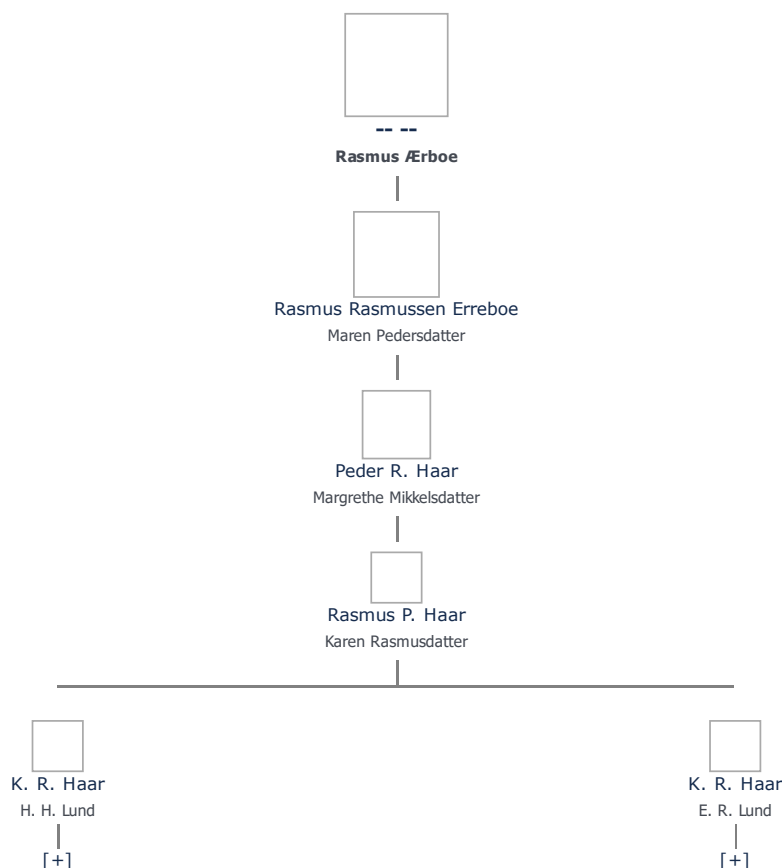 -- --
Rasmus Ærboe
Rasmus Rasmussen Erreboe
Maren Pedersdatter
Peder R. Haar
Margrethe Mikkelsdatter
Rasmus P. Haar
Karen Rasmusdatter
K. R. Haar
H. H. Lund
[+]
K. R. Haar
E. R. Lund
[+]